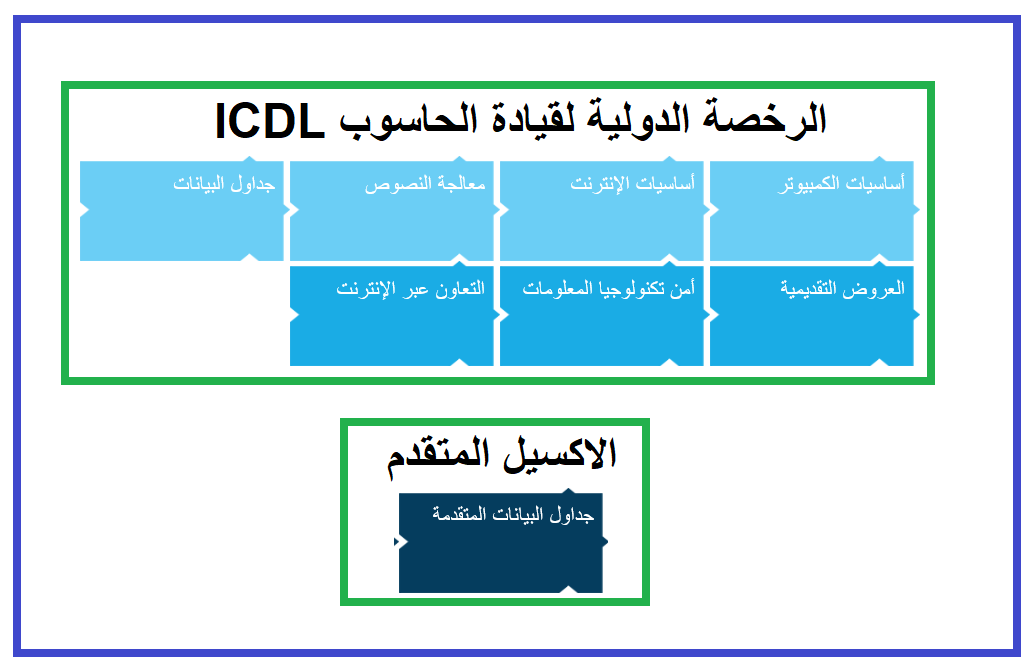 الرخصة الدولية لقيادة الحاسوب ICDL
أساسيات الكمبيوتر
أساسيات الإنترنت
معالجة النصوص
جداول البيانات
العروض التقديمية
أمن تكنولوجيا المعلومات
التعاون عبر الإنترنت
الاكسيل المتقدم
جداول البيانات المتقدمة